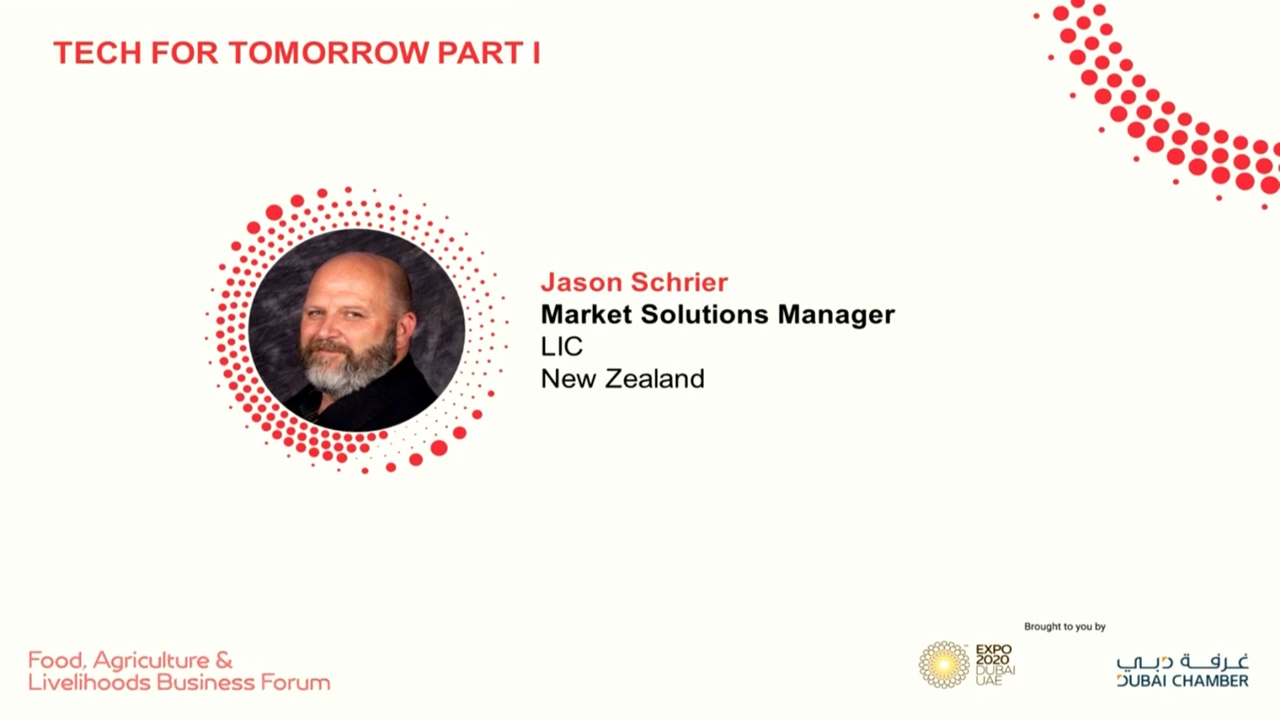 TECH FOR TOMORROW PART I
Jason Schrier
Market Solutions Manager
LIC
New Zealand
Food, Agriculture &
Livelihoods Business Forum
Brought to you by
EXPO
2020
DUBAI
UAE
غرفة دبي
DUBAI CHAMBER